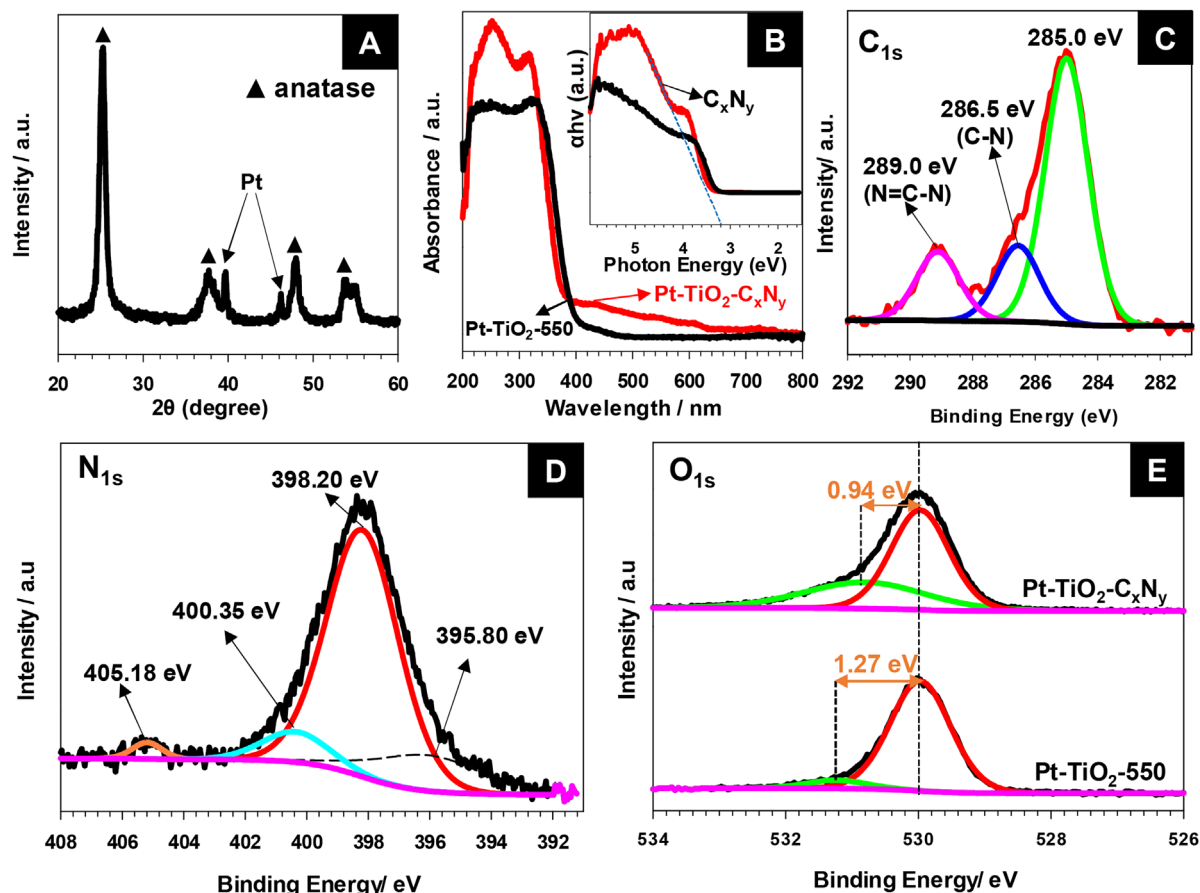 A
▲ anatase
Pt
Intensity/ a.u.
20 30 40 50 60
2θ (degree)
B
CxNy
αhν (a.u.)
5 4 3 2
Photon Energy (eV)
Pt-TiO2-CxNy
Pt-TiO2-550
Absorbance / a.u.
200 300 400 500 600 700 800
Wavelength / nm
C1s
285.0 eV
C
286.5 eV
(C-N)
289.0 eV
(N=C-N)
Intensity/ a.u.
292 290 288 286 284 282
Binding Energy (eV)
N1s
D
398.20 eV
400.35 eV
395.80 eV
405.18 eV
Intensity / a.u
408 406 404 402 400 398 396 394 392
Binding Energy/ eV
O1s
E
0.94 eV
Pt-TiO2-CxNy
1.27 eV
Pt-TiO2-550
Intensity / a.u
534 532 530 528 526
Binding Energy/ eV